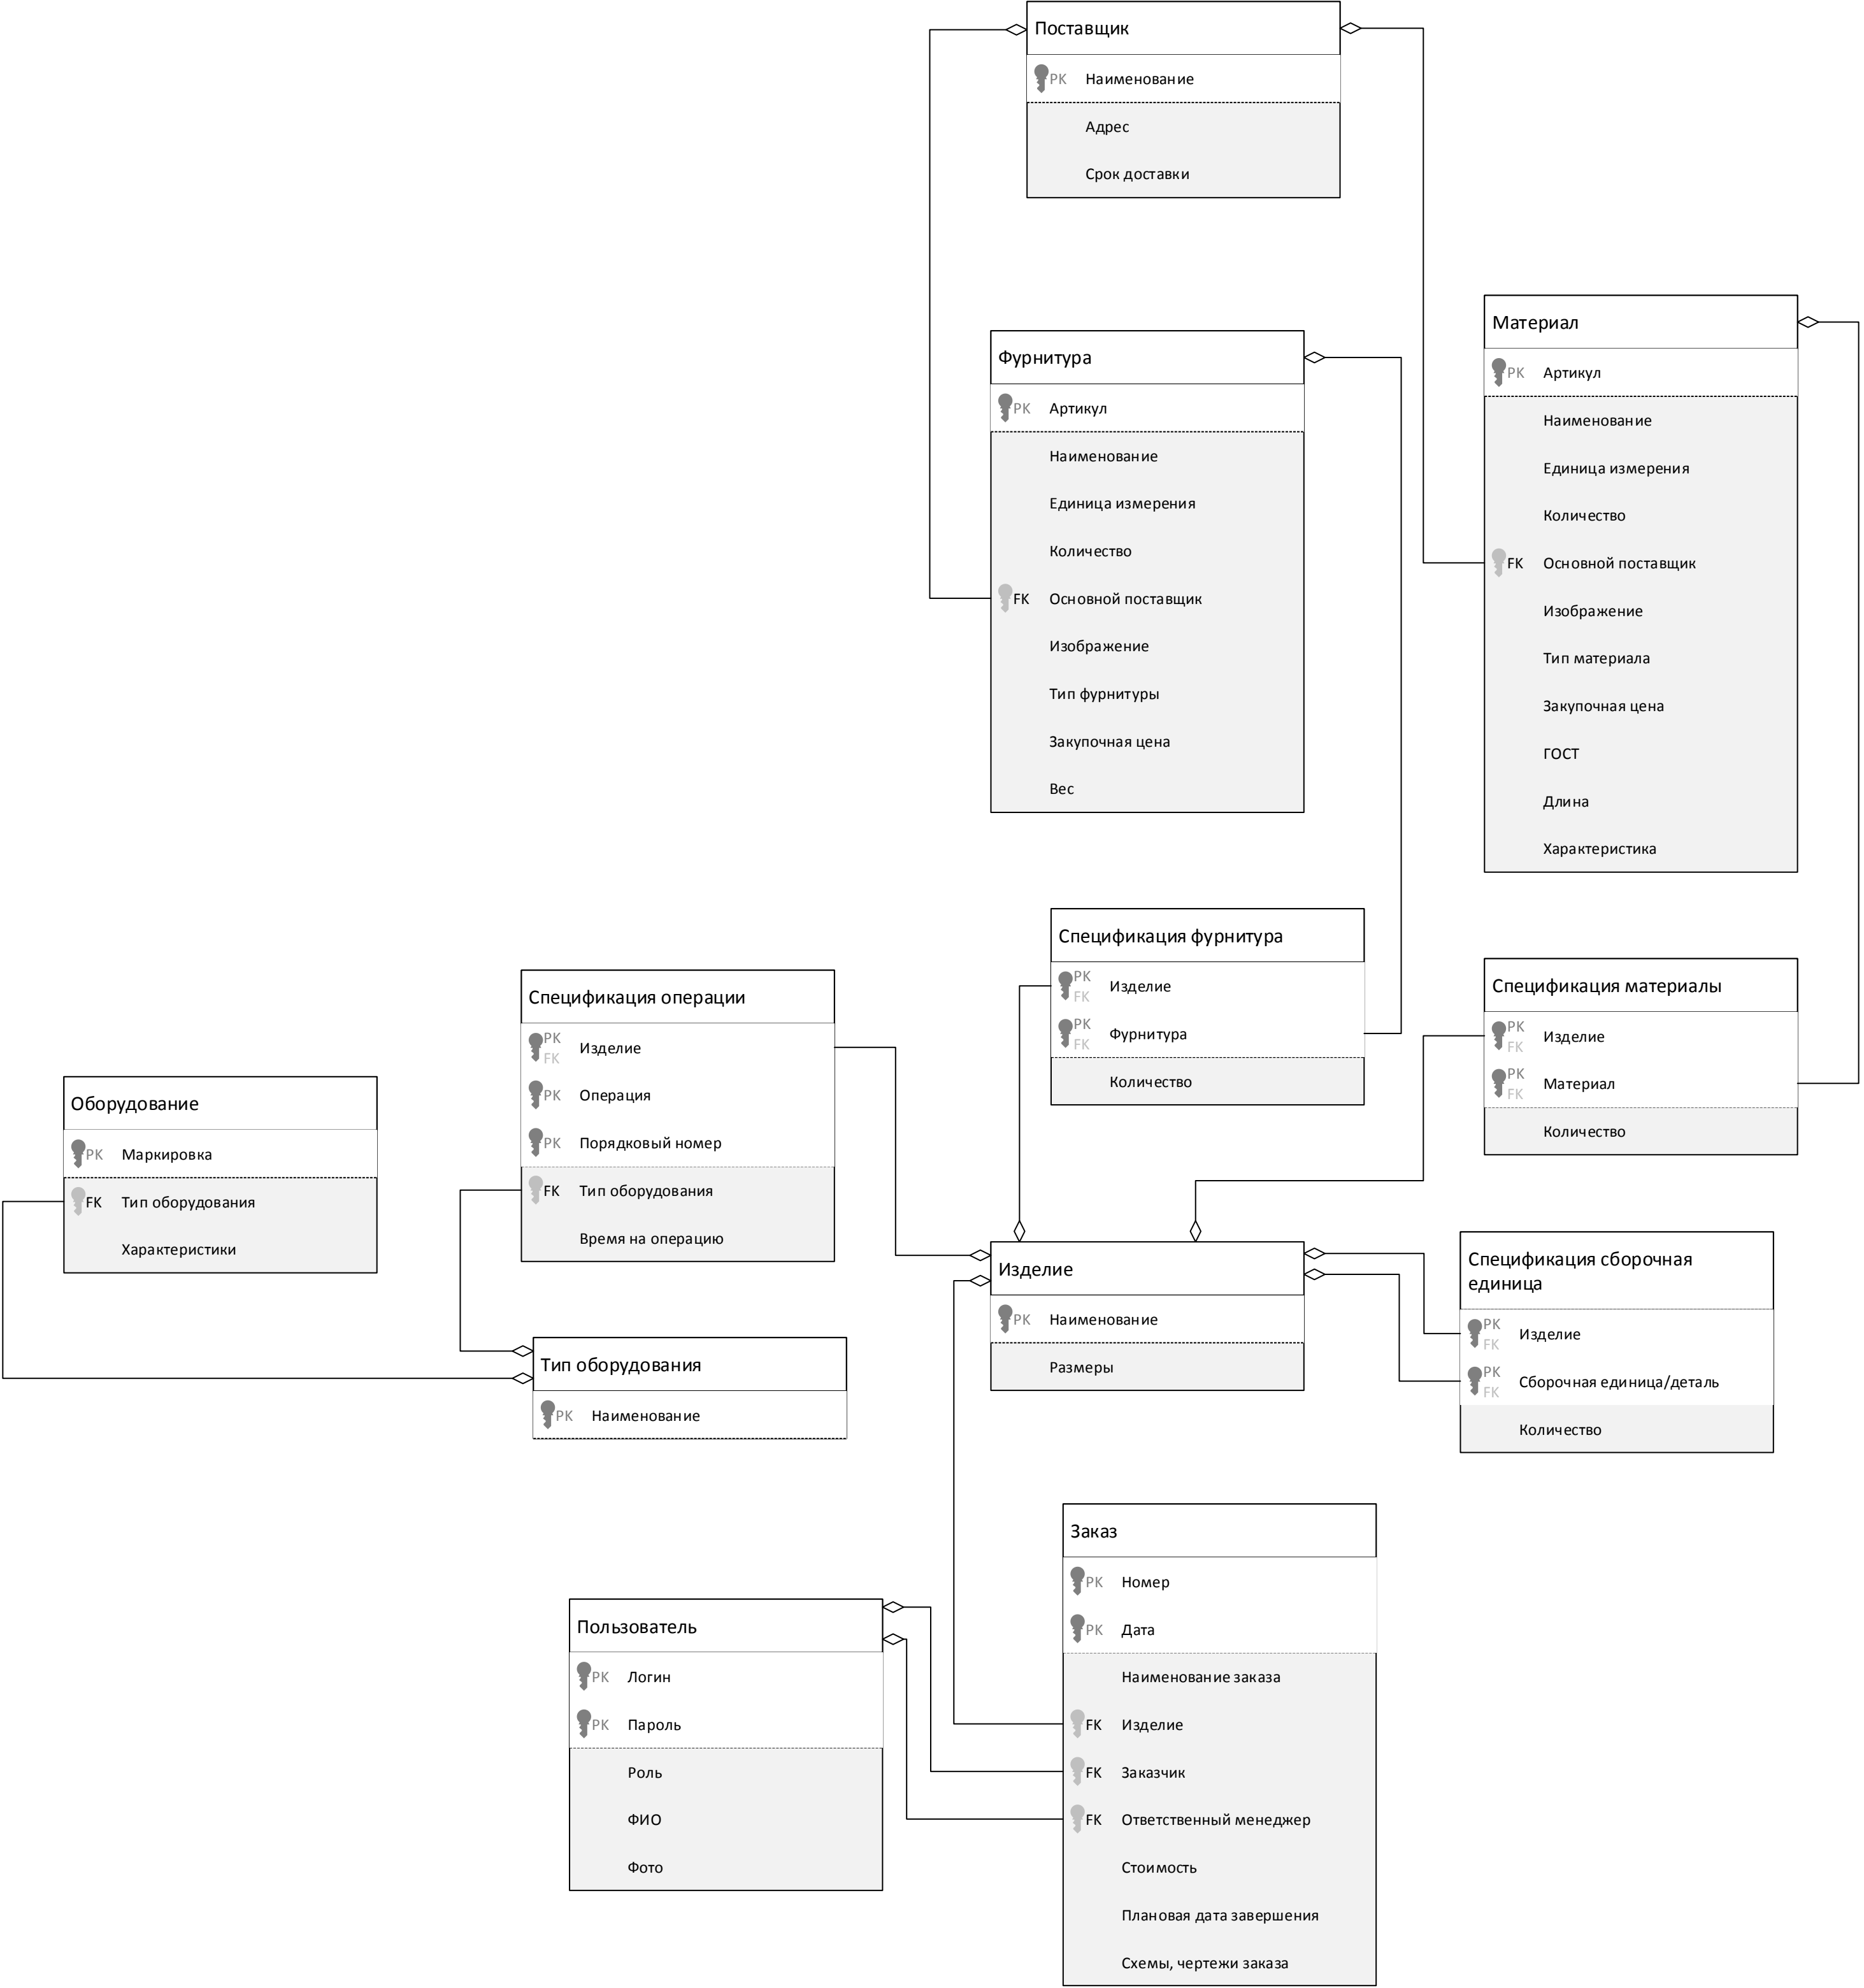 Поставщик
PK Наименование
Адрес
Срок доставки
Фурнитура
PK Артикул
Наименование
Единица измерения
Количество
FK Основной поставщик
Изображение
Тип фурнитуры
Закупочная цена
Вес
Материал
PK Артикул
Наименование
Единица измерения
Количество
FK Основной поставщик
Изображение
Тип материала
Закупочная цена
ГОСТ
Длина
Характеристика
Спецификация фурнитура
PK
FK
Изделие
PK
FK
Фурнитура
Количество
Спецификация материалы
PK
FK
Изделие
PK
FK
Материал
Количество
Спецификация операции
PK
FK
Изделие
PK Операция
PK Порядковый номер
FK Тип оборудования
Время на операцию
Оборудование
PK Маркировка
FK Тип оборудования
Характеристики
Тип оборудования
PK Наименование
Изделие
PK Наименование
Размеры
Спецификация сборочная
единица
PK
FK
Изделие
PK
FK
Сборочная единица/деталь
Количество
Заказ
PK Номер
PK Дата
Наименование заказа
FK Изделие
FK Заказчик
FK Ответственный менеджер
Стоимость
Плановая дата завершения
Схемы, чертежи заказа
Пользователь
PK Логин
PK Пароль
Роль
ФИО
Фото